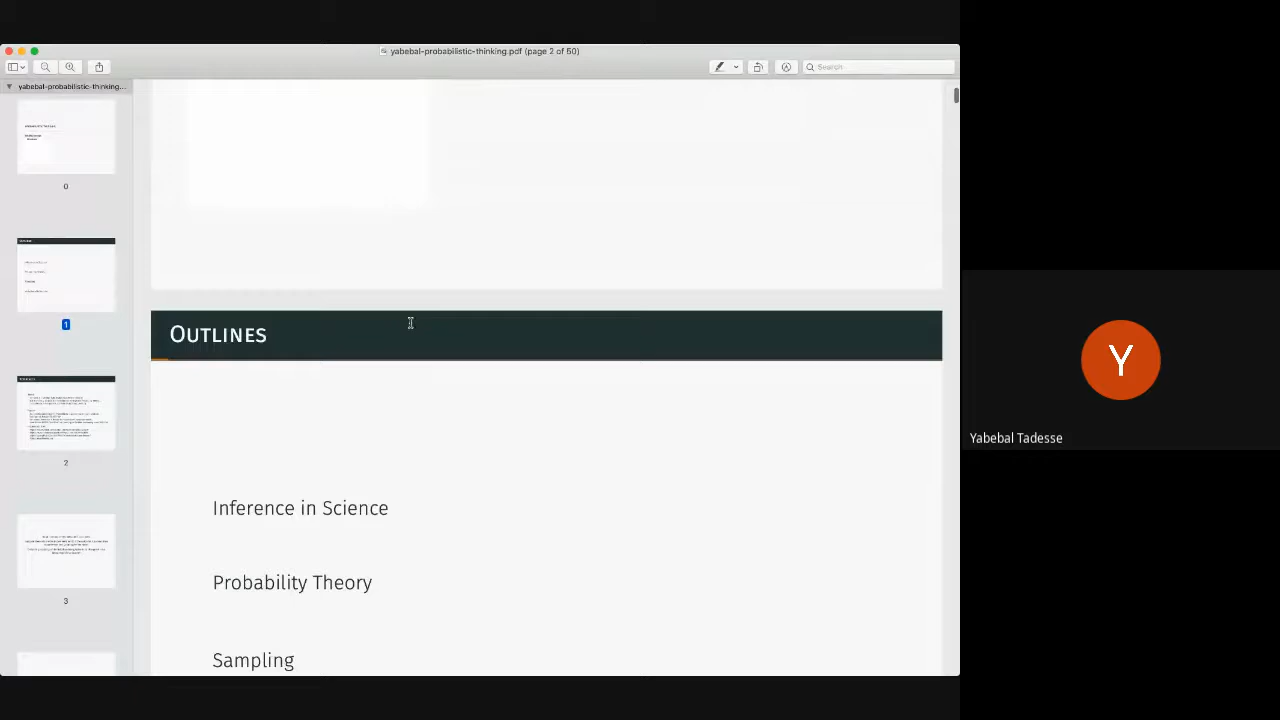 yabebal-probabilistic-thinking.pdf (page 2 of 50)
Search
yabebal-probabilistic-thinking...
0
1
2
3
OUTLINES
Inference in Science
Probability Theory
Sampling
Y
Yabebal Tadesse